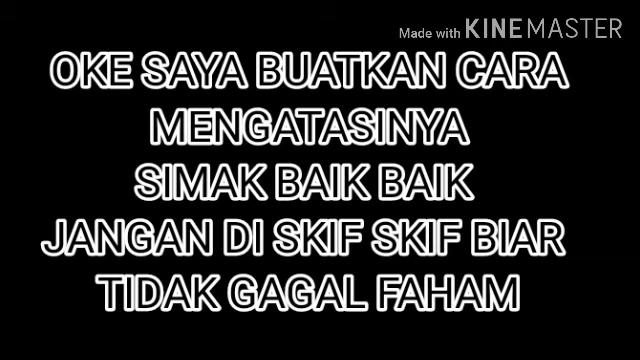 Made with KINEMASTER
OKE SAYA BUATKAN CARA
MENGATASINYA
SIMAK BAIK BAIK
JANGAN DI SKIF SKIF BIAR
TIDAK GAGAL FAHAM